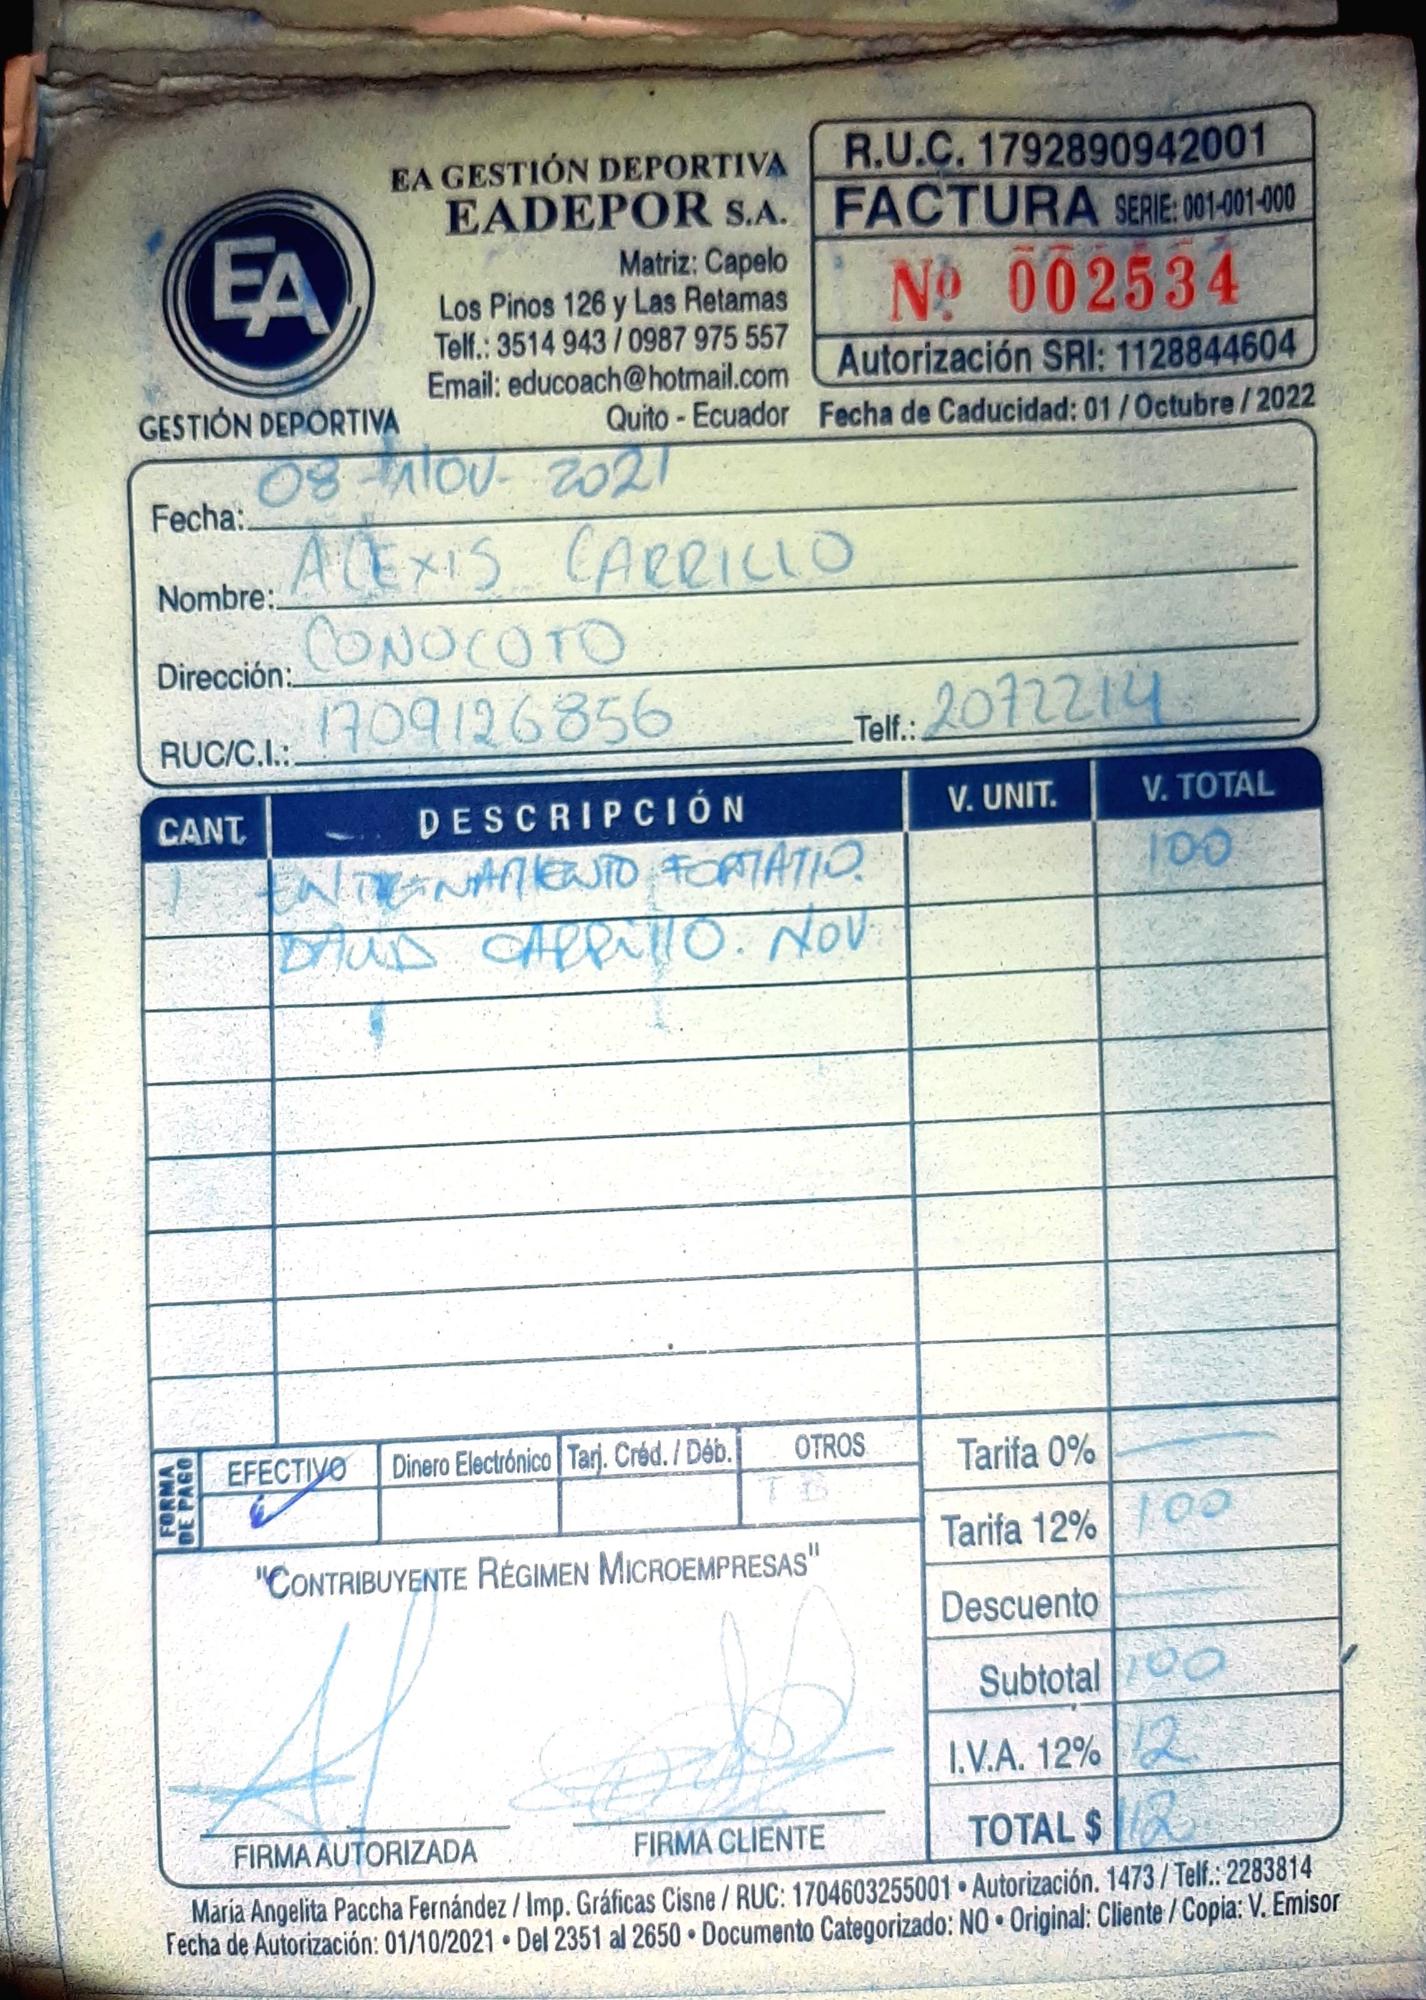 EA GESTIÓN DEPORTIVA
EADEPOR S.A.
Matriz: Capelo
Los Pinos 126 y Las Retamas
Telf.: 3514 943 / 0987 975 557
Email: educoach@hotmail.com
Quito - Ecuador
EA
GESTIÓN DEPORTIVA
R.U.C. 1792890942001
FACTURA SERIE: 001-001-000
Nº 002534
Autorización SRI: 1128844604
Fecha de Caducidad: 01 / Octubre / 2022
Fecha: 08 - NOV - 2021
Nombre: ALEXIS CARRILLO
Dirección: CONOCOTO
RUC/C.I.: 1709126856 Telf.: 2072214
CANT. DESCRIPCIÓN V. UNIT. V. TOTAL
1 ENTRENAMIENTO FORMATIO. 100
DAVID CARRILLO. NOV
FORMA DE PAGO EFECTIVO Dinero Electrónico Tarj. Créd. / Déb. OTROS
Tarifa 0%
Tarifa 12% 100
Descuento
Subtotal 100
I.V.A. 12% 12
TOTAL $ 112
"CONTRIBUYENTE RÉGIMEN MICROEMPRESAS"
FIRMA AUTORIZADA FIRMA CLIENTE
María Angelita Paccha Fernández / Imp. Gráficas Cisne / RUC: 1704603255001 • Autorización. 1473 / Telf.: 2283814
Fecha de Autorización: 01/10/2021 • Del 2351 al 2650 • Documento Categorizado: NO • Original: Cliente / Copia: V. Emisor